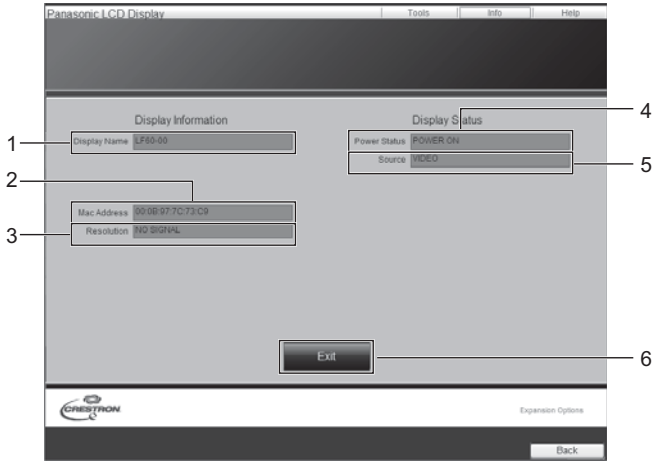 Panasonic LCD Display
Tools
Info
Help
Display Information
Display Status
1
Display Name
LF60-00
4
Power Status
POWER ON
5
Source
VIDEO
2
Mac Address
00:0B:97:7C:73:C9
3
Resolution
NO SIGNAL
Exit
6
CRESTRON
Expansion Options
Back